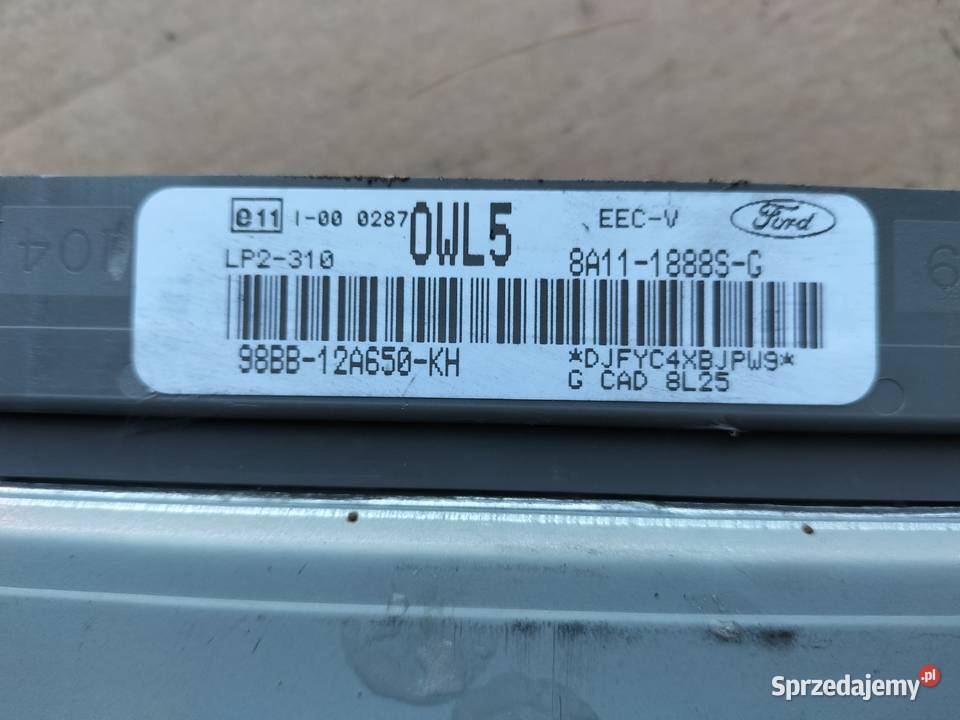 e11 I-00 0287 0WL5 EEC-V Ford
LP2-310 8A11-1888S-G
98BB-12A650-KH *DJFYC4XBJPW9*
G CAD 8L25
104
9
Sprzedajemy.pl